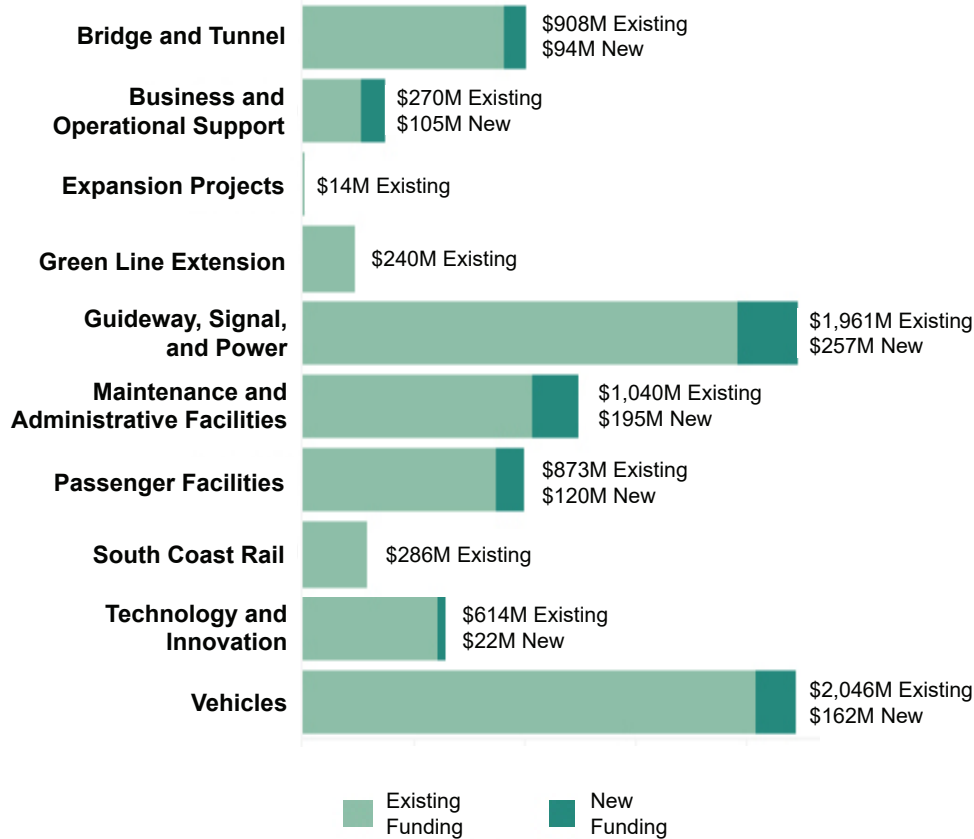 Bridge and Tunnel
$908M Existing
$94M New
Business and
Operational Support
$270M Existing
$105M New
Expansion Projects
$14M Existing
Green Line Extension
$240M Existing
Guideway, Signal,
and Power
$1,961M Existing
$257M New
Maintenance and
Administrative Facilities
$1,040M Existing
$195M New
Passenger Facilities
$873M Existing
$120M New
South Coast Rail
$286M Existing
Technology and
Innovation
$614M Existing
$22M New
Vehicles
$2,046M Existing
$162M New
Existing
Funding
New
Funding